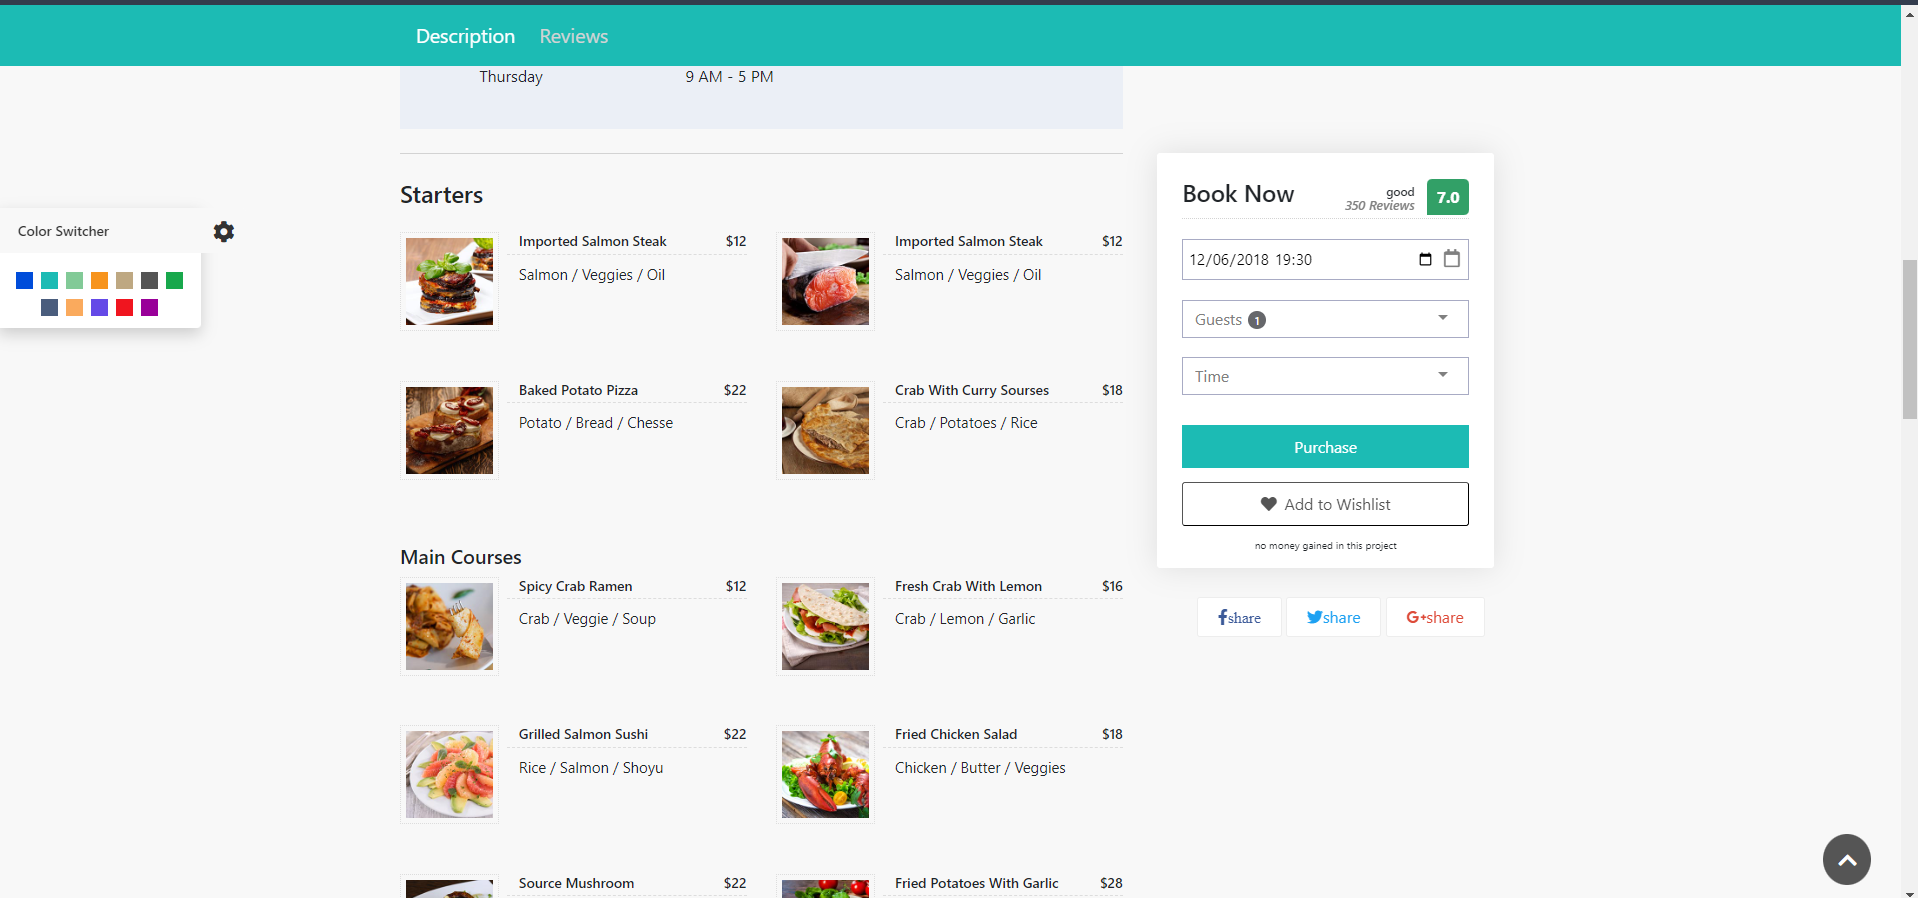 Description Reviews
Thursday 9 AM - 5 PM
Starters
Imported Salmon Steak $12
Salmon / Veggies / Oil
Imported Salmon Steak $12
Salmon / Veggies / Oil
Baked Potato Pizza $22
Potato / Bread / Chesse
Crab With Curry Sourses $18
Crab / Potatoes / Rice
Main Courses
Spicy Crab Ramen $12
Crab / Veggie / Soup
Fresh Crab With Lemon $16
Crab / Lemon / Garlic
Grilled Salmon Sushi $22
Rice / Salmon / Shoyu
Fried Chicken Salad $18
Chicken / Butter / Veggies
Source Mushroom $22
Fried Potatoes With Garlic $28
Color Switcher
Book Now
good
350 Reviews
7.0
12/06/2018 19:30
Guests 1
Time
Purchase
Add to Wishlist
no money gained in this project
share
share
G+ share